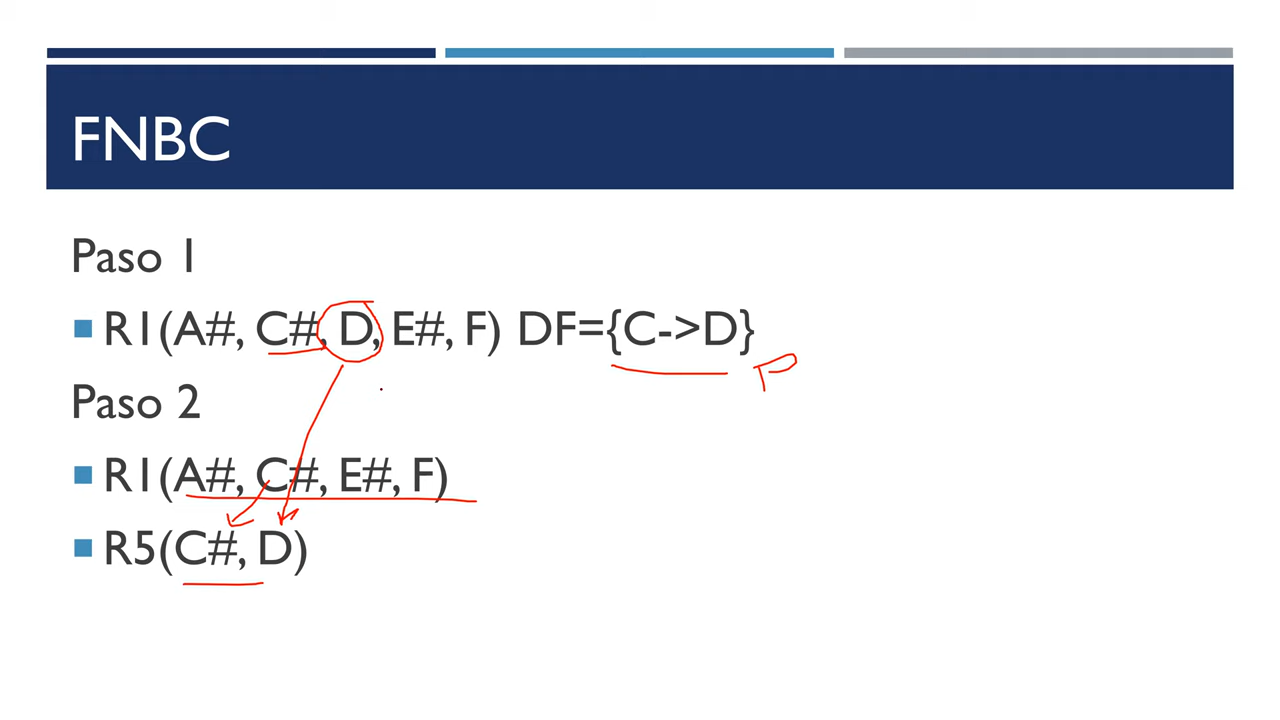 FNBC
Paso 1
R1(A#, C#, D, E#, F) DF={C->D}
P
Paso 2
R1(A#, C#, E#, F)
R5(C#, D)